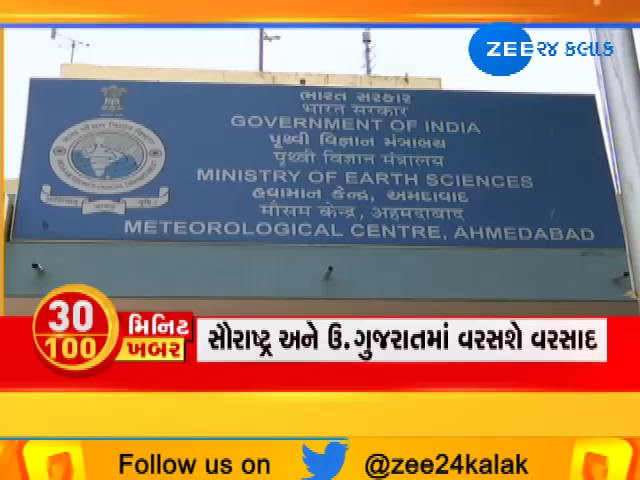 ZEE ૨૪ કલાક
ભારત સરકાર
भारत सरकार
GOVERNMENT OF INDIA
પૃથ્વી વિજ્ઞાન મંત્રાલય
पृथ्वी विज्ञान मंत्रालय
MINISTRY OF EARTH SCIENCES
હવામાન કેન્દ્ર, અમદાવાદ
मौसम केन्द्र, अहमदाबाद
METEOROLOGICAL CENTRE, AHMEDABAD
30 મિનિટ
100 ખબર
સૌરાષ્ટ્ર અને ઉ.ગુજરાતમાં વરસશે વરસાદ
Follow us on @zee24kalak